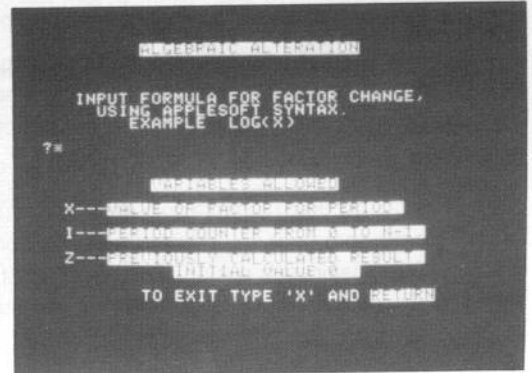 ALGEBRAIC ALTERATION
INPUT FORMULA FOR FACTOR CHANGE,
USING APPLESOFT SYNTAX.
EXAMPLE LOG(X)
?※
VARIABLES ALLOWED
X---VALUE OF FACTOR FOR PERIOD
I---PERIOD COUNTER FROM 0 TO N-1
Z---PREVIOUSLY CALCULATED RESULT
INITIAL VALUE 0
TO EXIT TYPE 'X' AND RETURN